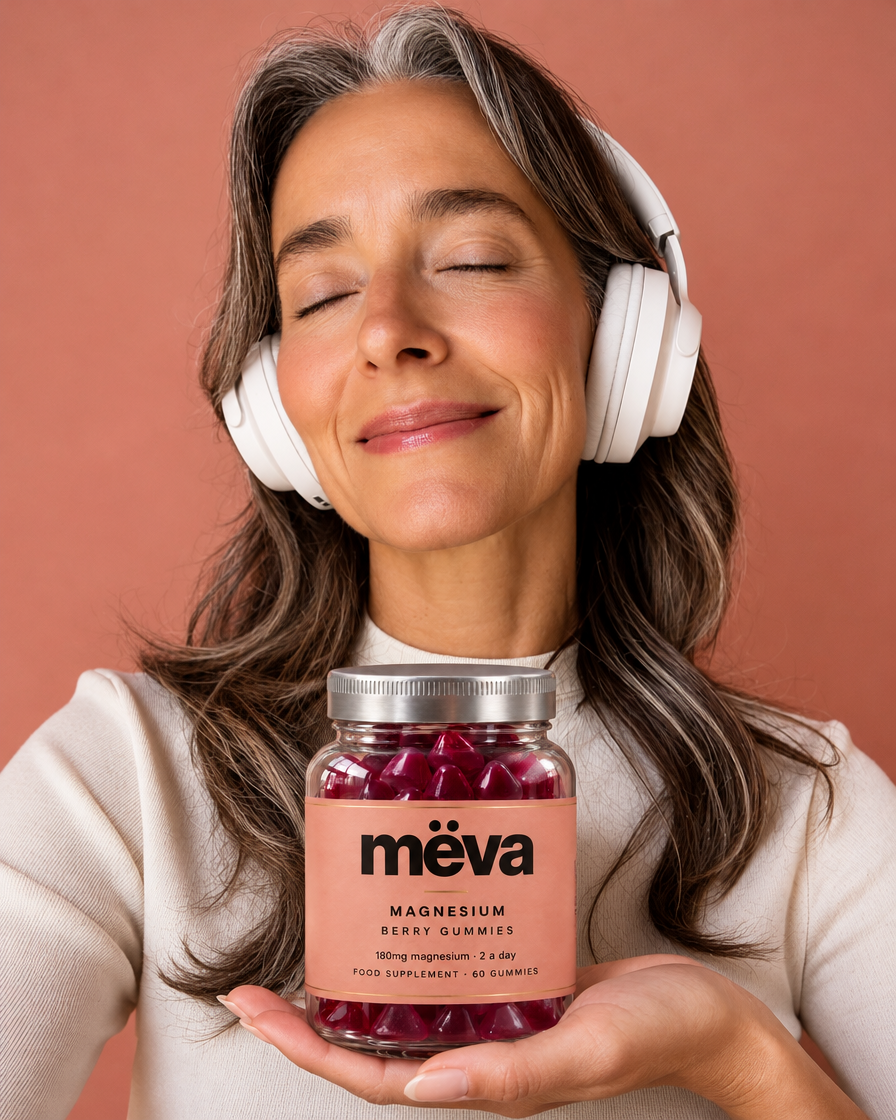 mëva
MAGNESIUM
BERRY GUMMIES
180mg magnesium · 2 a day
FOOD SUPPLEMENT · 60 GUMMIES